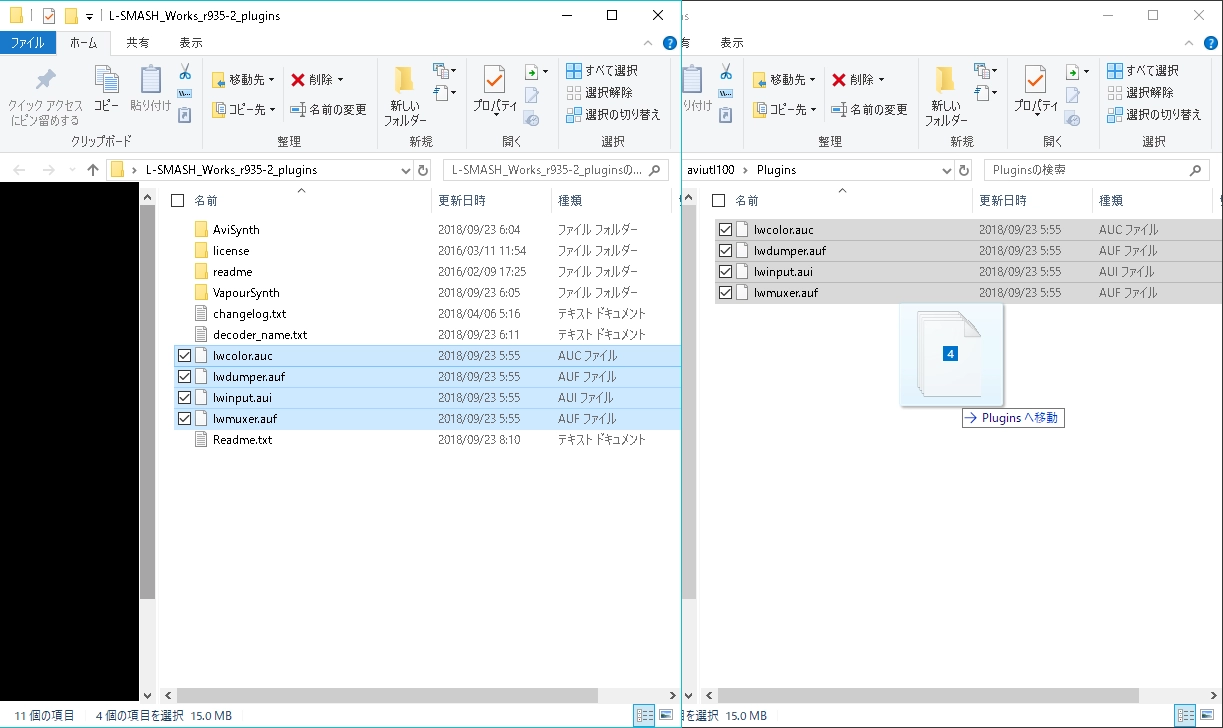 L-SMASH_Works_r935-2_plugins
ファイル ホーム 共有 表示
クイック アクセス
にピン留めする
コピー
貼り付け
クリップボード
移動先
コピー先
削除
名前の変更
整理
新しい
フォルダー
新規
プロパティ
開く
すべて選択
選択解除
選択の切り替え
選択
L-SMASH_Works_r935-2_plugins
L-SMASH_Works_r935-2_pluginsの...
名前 更新日時 種類
AviSynth 2018/09/23 6:04 ファイル フォルダー
license 2016/03/11 11:54 ファイル フォルダー
readme 2016/02/09 17:25 ファイル フォルダー
VapourSynth 2018/09/23 6:05 ファイル フォルダー
changelog.txt 2018/04/06 5:16 テキスト ドキュメント
decoder_name.txt 2018/09/23 6:11 テキスト ドキュメント
lwcolor.auc 2018/09/23 5:55 AUC ファイル
lwdumper.auf 2018/09/23 5:55 AUF ファイル
lwinput.aui 2018/09/23 5:55 AUI ファイル
lwmuxer.auf 2018/09/23 5:55 AUF ファイル
Readme.txt 2018/09/23 8:10 テキスト ドキュメント
11 個の項目 4 個の項目を選択 15.0 MB
s
有 表示
り付け
移動先
コピー先
削除
名前の変更
整理
新しい
フォルダー
新規
プロパティ
開く
すべて選択
選択解除
選択の切り替え
選択
aviutl100 Plugins
Pluginsの検索
名前 更新日時 種類
lwcolor.auc 2018/09/23 5:55 AUC ファイル
lwdumper.auf 2018/09/23 5:55 AUF ファイル
lwinput.aui 2018/09/23 5:55 AUI ファイル
lwmuxer.auf 2018/09/23 5:55 AUF ファイル
4
Plugins へ移動
を選択 15.0 MB